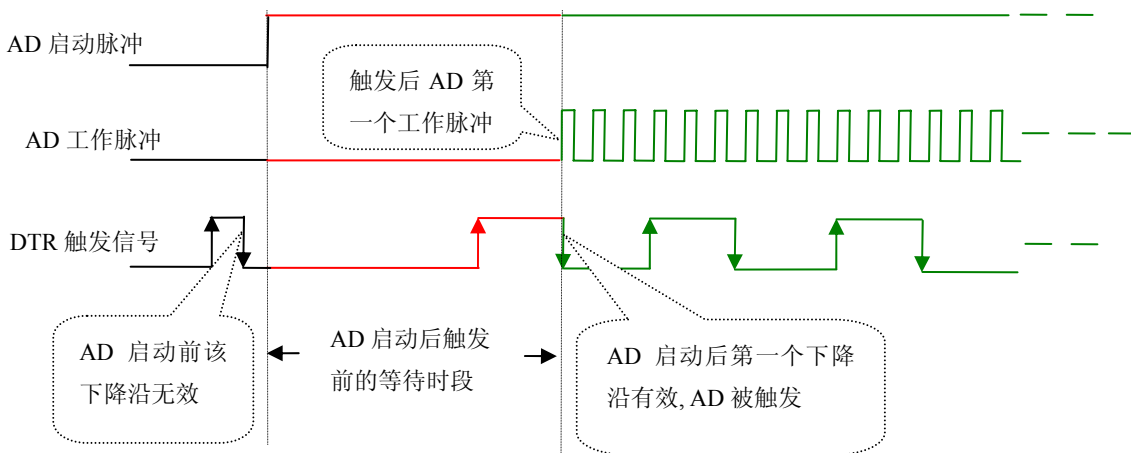 AD 启动脉冲
触发后 AD 第
一个工作脉冲
AD 工作脉冲
DTR 触发信号
AD 启动前该
下降沿无效
AD 启动后触发
前的等待时段
AD 启动后第一个下降
沿有效, AD 被触发